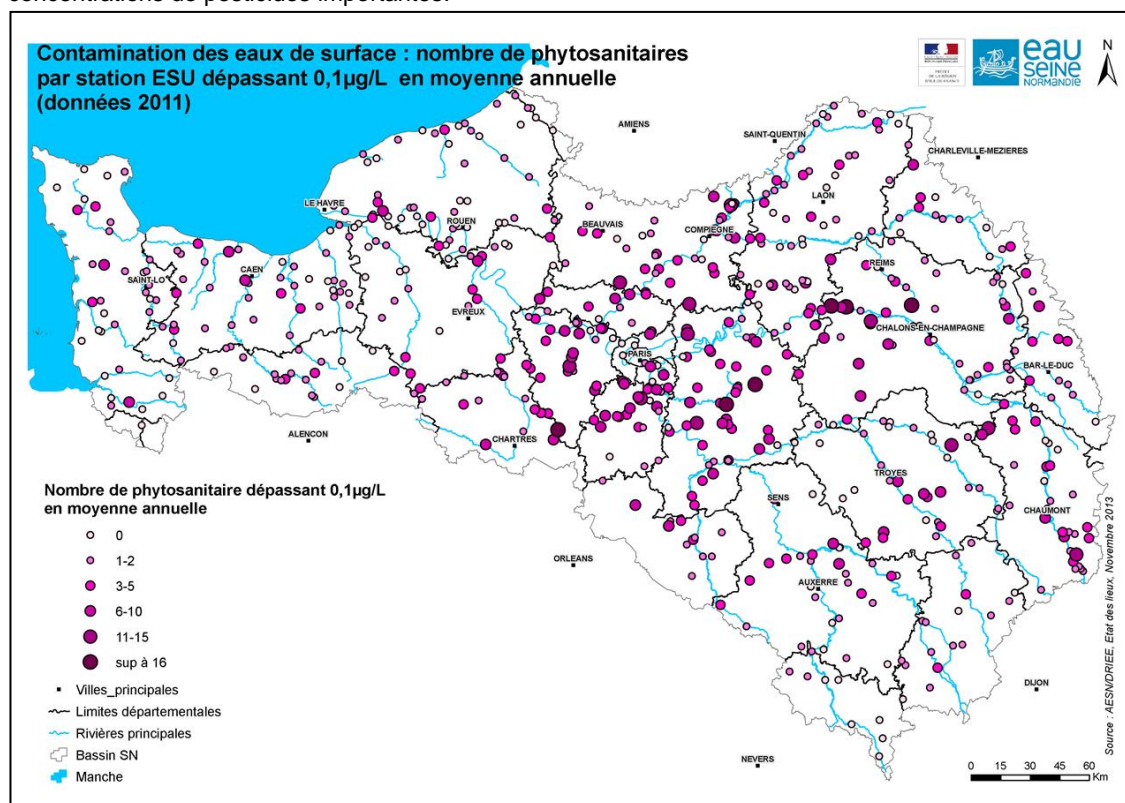 concentrations de pesticides importantes.
Contamination des eaux de surface : nombre de phytosanitaires
par station ESU dépassant 0,1µg/L en moyenne annuelle
(données 2011)
eau
SEINE
NORMANDIE
N
AMIENS
SAINT-QUENTIN
CHARLEVILLE-MEZIERES
LAON
LE HAVRE
ROUEN
BEAUVAIS
COMPIEGNE
REIMS
CAEN
SAINT-LO
EVREUX
CHALONS-EN-CHAMPAGNE
PARIS
BAR-LE-DUC
ALENCON
CHARTRES
TROYES
SENS
CHAUMONT
ORLEANS
AUXERRE
DIJON
NEVERS
Nombre de phytosanitaire dépassant 0,1µg/L
en moyenne annuelle
0
1-2
3-5
6-10
11-15
sup à 16
Villes_principales
Limites départementales
Rivières principales
Bassin SN
Manche
Source : AESN/DRIEE, Etat des lieux, Novembre 2013
0 15 30 45 60
Km